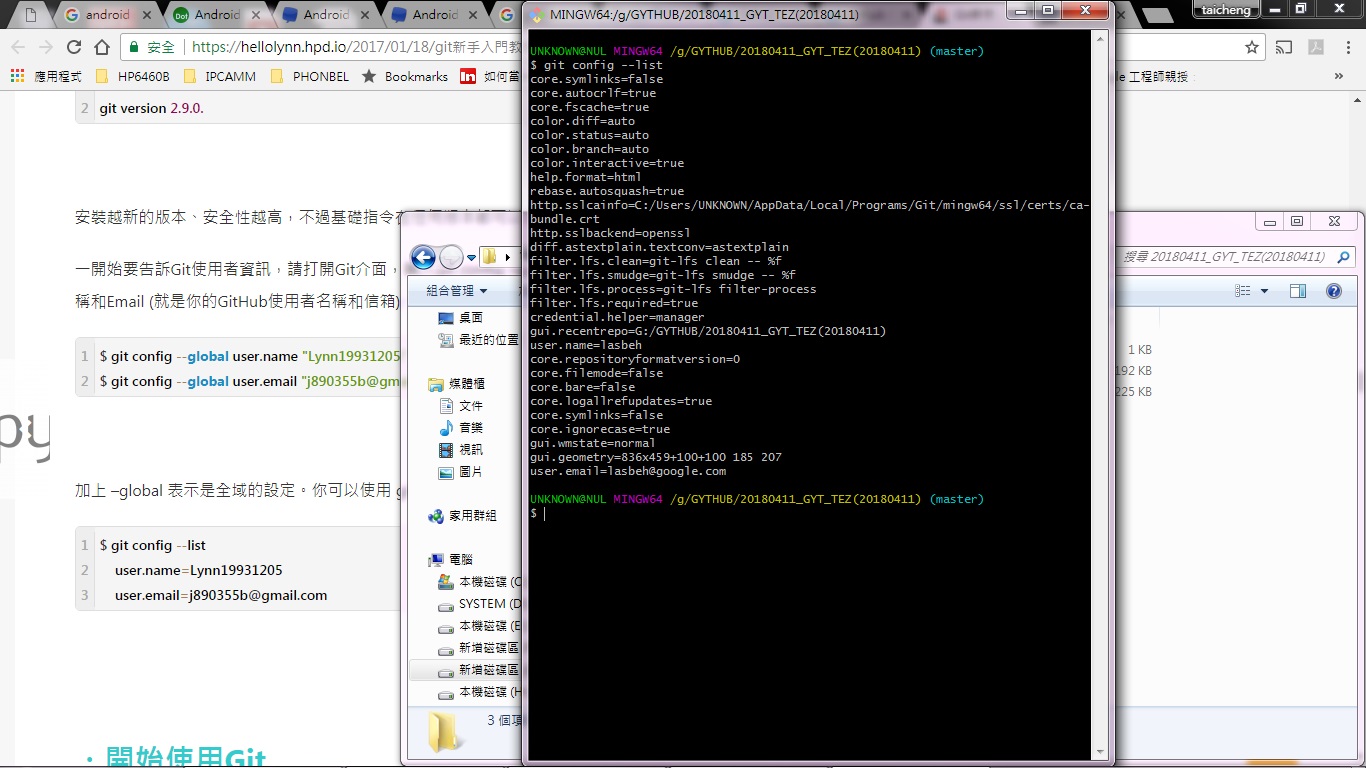 android
Android
Android
Android
taicheng
安全 | https://hellolynn.hpd.io/2017/01/18/git新手入門教
應用程式 HP6460B IPCAMM PHONBEL Bookmarks 如何當 工程師親授
2 git version 2.9.0.
安裝越新的版本、安全性越高，不過基礎指令在
一開始要告訴Git使用者資訊，請打開Git介面，
稱和Email (就是你的GitHub使用者名稱和信箱)
1 $ git config --global user.name "Lynn19931205
2 $ git config --global user.email "j890355b@gm
py
加上 –global 表示是全域的設定。你可以使用 g
1 $ git config --list
2 user.name=Lynn19931205
3 user.email=j890355b@gmail.com
• 開始使用Git
搜尋 20180411_GYT_TEZ(20180411)
組合管理
桌面
最近的位置
媒體櫃
文件
音樂
視訊
圖片
家用群組
電腦
本機磁碟 (C
SYSTEM (D
本機磁碟 (E
新增磁碟區
新增磁碟區
本機磁碟 (H
3 個項
1 KB
192 KB
225 KB
MINGW64:/g/GYTHUB/20180411_GYT_TEZ(20180411)
UNKNOWN@NUL MINGW64 /g/GYTHUB/20180411_GYT_TEZ(20180411) (master)
$ git config --list
core.symlinks=false
core.autocrlf=true
core.fscache=true
color.diff=auto
color.status=auto
color.branch=auto
color.interactive=true
help.format=html
rebase.autosquash=true
http.sslcainfo=C:/Users/UNKNOWN/AppData/Local/Programs/Git/mingw64/ssl/certs/ca-
bundle.crt
http.sslbackend=openssl
diff.astextplain.textconv=astextplain
filter.lfs.clean=git-lfs clean -- %f
filter.lfs.smudge=git-lfs smudge -- %f
filter.lfs.process=git-lfs filter-process
filter.lfs.required=true
credential.helper=manager
gui.recentrepo=G:/GYTHUB/20180411_GYT_TEZ(20180411)
user.name=lasbeh
core.repositoryformatversion=0
core.filemode=false
core.bare=false
core.logallrefupdates=true
core.symlinks=false
core.ignorecase=true
gui.wmstate=normal
gui.geometry=836x459+100+100 185 207
user.email=lasbeh@google.com
UNKNOWN@NUL MINGW64 /g/GYTHUB/20180411_GYT_TEZ(20180411) (master)
$